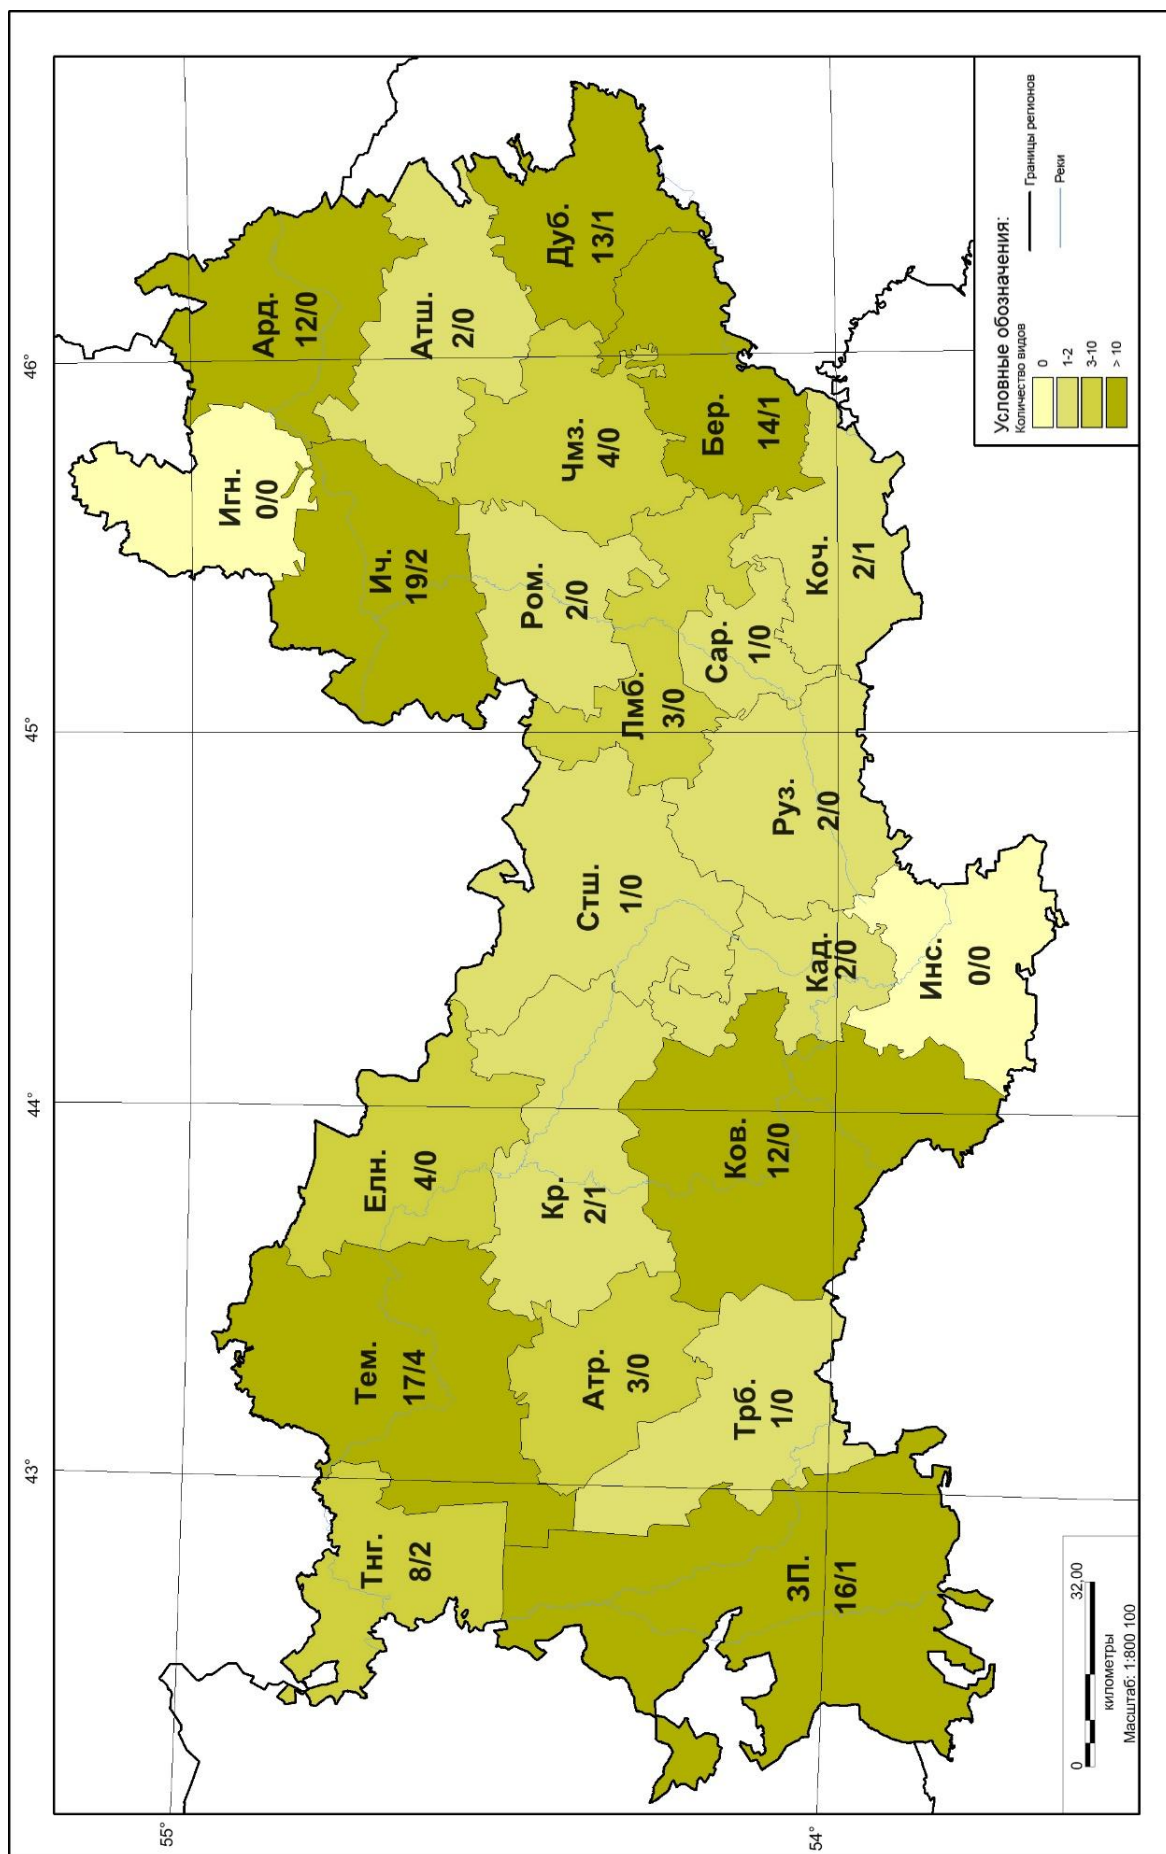 55°
54°
43°
44°
45°
46°
Игн.
0/0
Ард.
12/0
Ич.
19/2
Атш.
2/0
Дуб.
13/1
Ром.
2/0
Чмз.
4/0
Бер.
14/1
Лмб.
3/0
Сар.
1/0
Коч.
2/1
Стш.
1/0
Руз.
2/0
Кад.
2/0
Инс.
0/0
Елн.
4/0
Кр.
2/1
Ков.
12/0
Тем.
17/4
Атр.
3/0
Трб.
1/0
Тнг.
8/2
ЗП.
16/1
Условные обозначения:
Количество видов
0
1-2
3-10
> 10
Границы регионов
Реки
0
32,00
километры
Масштаб: 1:800 100